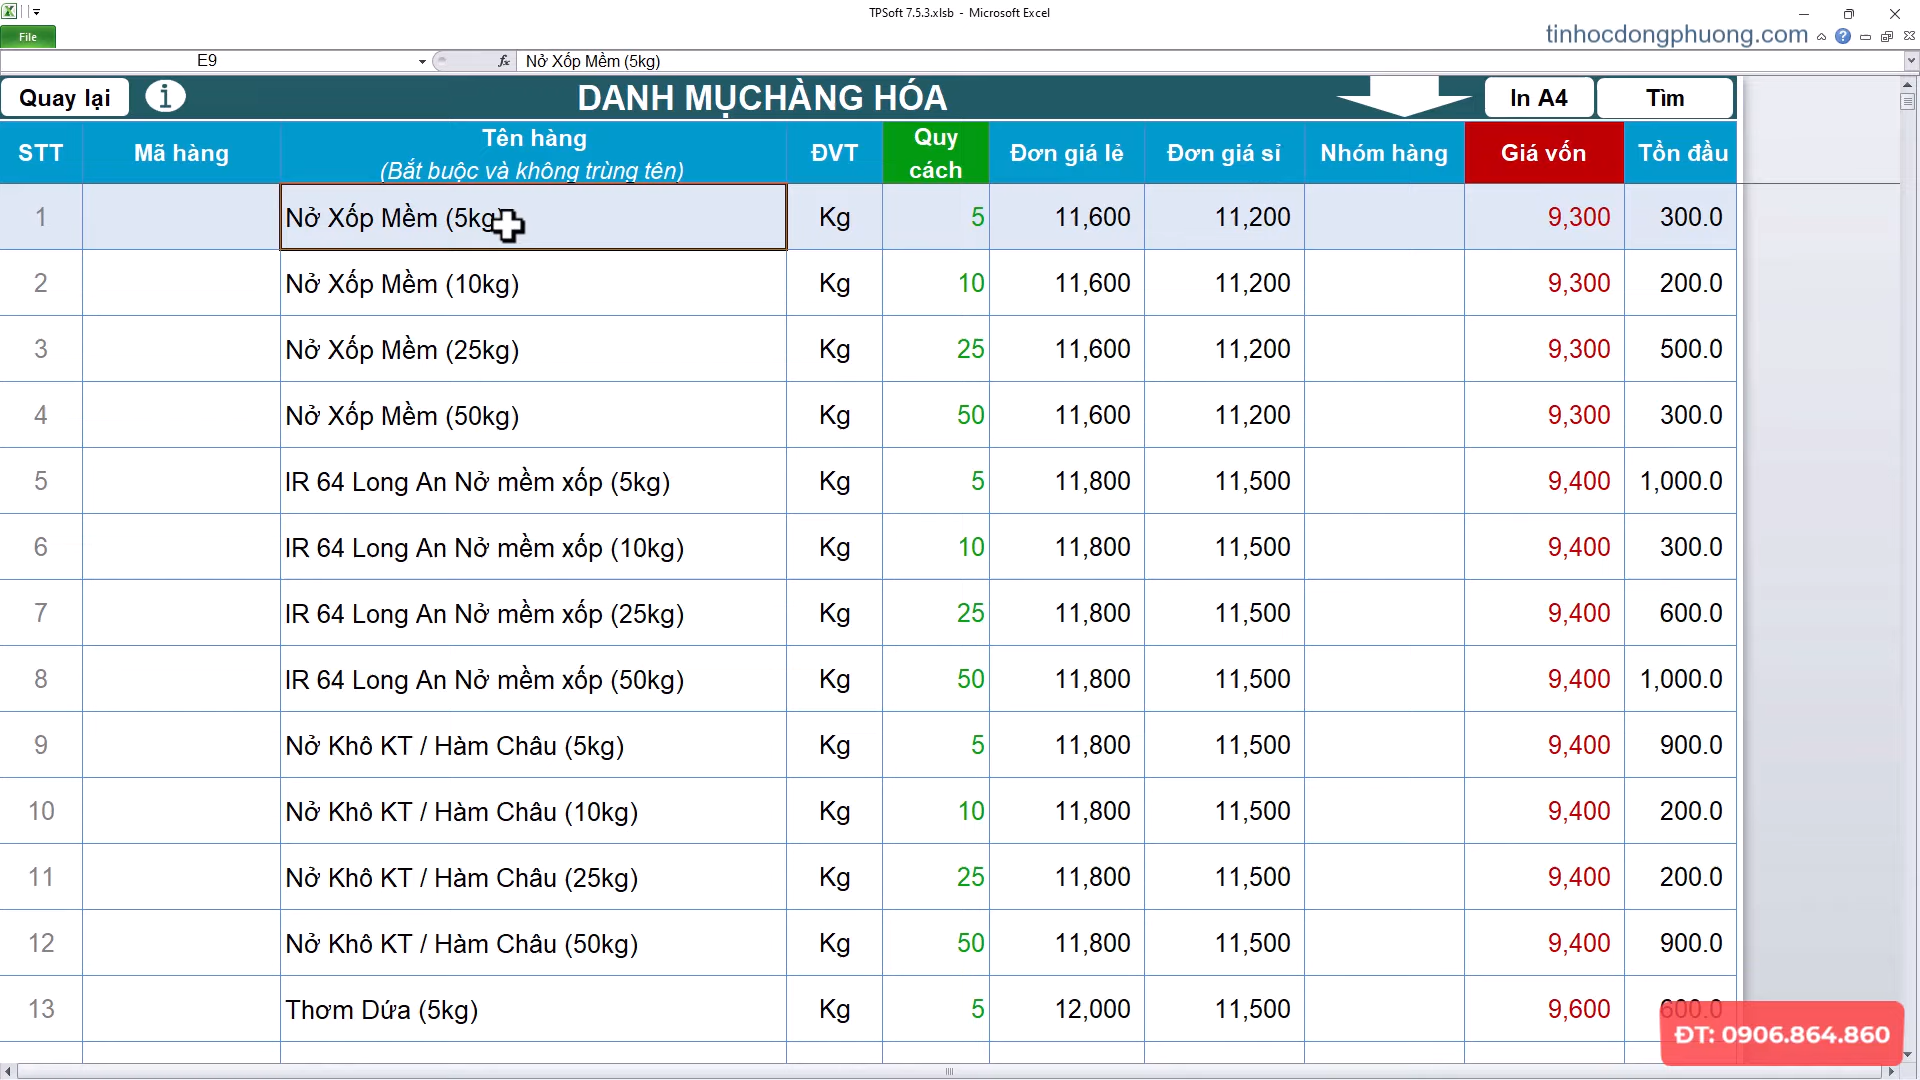 TPSoft 7.5.3.xlsb - Microsoft Excel
File
tinhocdongphuong.com
E9 fx Nở Xốp Mềm (5kg)
Quay lại i DANH MỤCHÀNG HÓA In A4 Tìm
STT Mã hàng Tên hàng (Bắt buộc và không trùng tên) ĐVT Quy cách Đơn giá lẻ Đơn giá sỉ Nhóm hàng Giá vốn Tồn đầu
1 Nở Xốp Mềm (5kg Kg 5 11,600 11,200 9,300 300.0
2 Nở Xốp Mềm (10kg) Kg 10 11,600 11,200 9,300 200.0
3 Nở Xốp Mềm (25kg) Kg 25 11,600 11,200 9,300 500.0
4 Nở Xốp Mềm (50kg) Kg 50 11,600 11,200 9,300 300.0
5 IR 64 Long An Nở mềm xốp (5kg) Kg 5 11,800 11,500 9,400 1,000.0
6 IR 64 Long An Nở mềm xốp (10kg) Kg 10 11,800 11,500 9,400 300.0
7 IR 64 Long An Nở mềm xốp (25kg) Kg 25 11,800 11,500 9,400 600.0
8 IR 64 Long An Nở mềm xốp (50kg) Kg 50 11,800 11,500 9,400 1,000.0
9 Nở Khô KT / Hàm Châu (5kg) Kg 5 11,800 11,500 9,400 900.0
10 Nở Khô KT / Hàm Châu (10kg) Kg 10 11,800 11,500 9,400 200.0
11 Nở Khô KT / Hàm Châu (25kg) Kg 25 11,800 11,500 9,400 200.0
12 Nở Khô KT / Hàm Châu (50kg) Kg 50 11,800 11,500 9,400 900.0
13 Thơm Dứa (5kg) Kg 5 12,000 11,500 9,600 600.0
ĐT: 0906.864.860